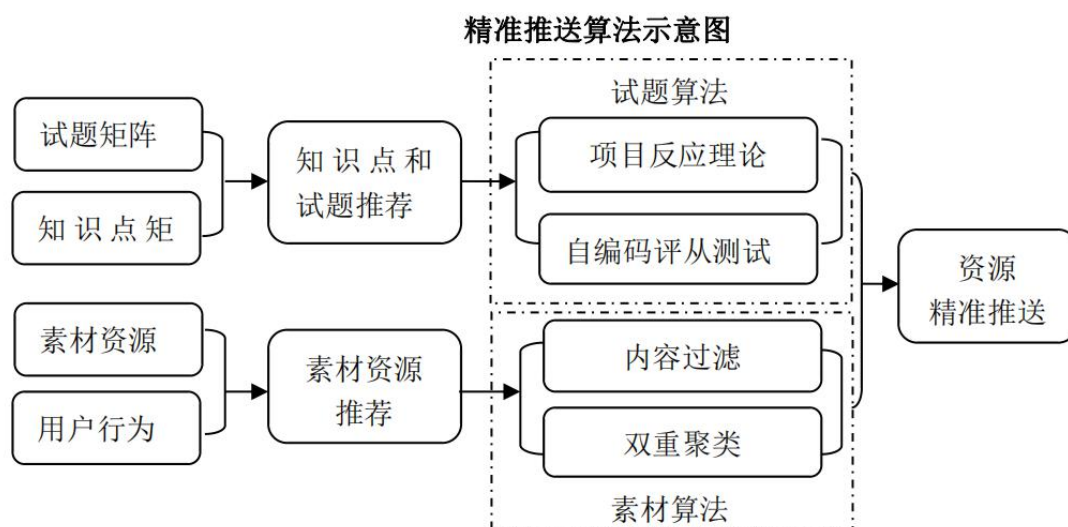 精准推送算法示意图
试题算法
试题矩阵
知识点矩
知识点和
试题推荐
项目反应理论
自编码评从测试
资源
精准推送
素材资源
用户行为
素材资源
推荐
内容过滤
双重聚类
素材算法